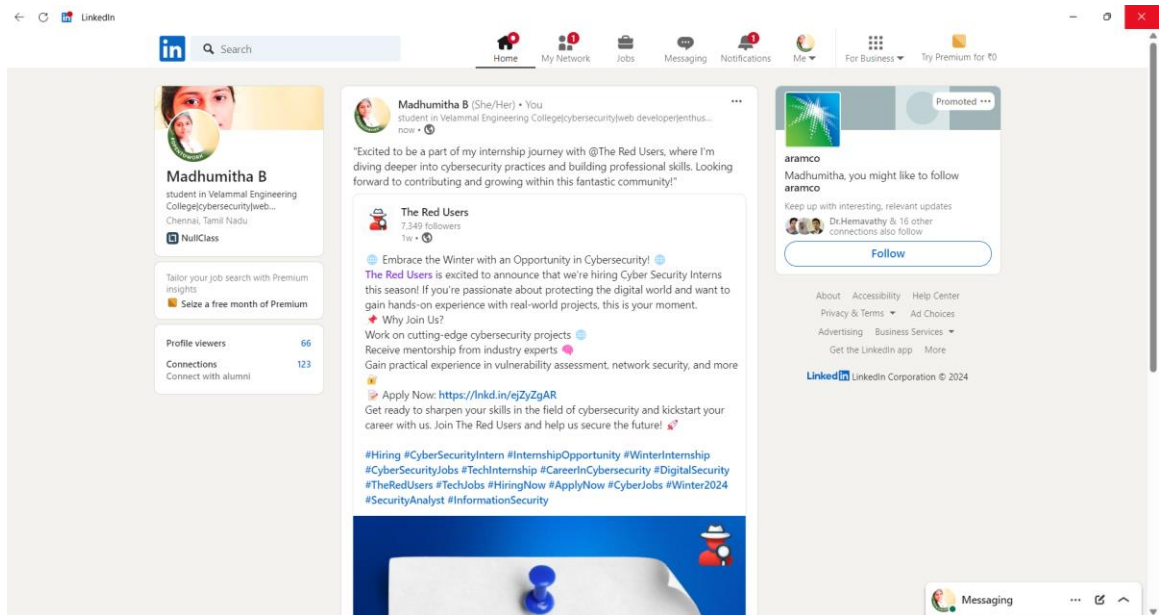 LinkedIn
in
Search
Home
1
My Network
Jobs
Messaging
1
Notifications
Me
For Business
Try Premium for ₹0
Madhumitha B
student in Velammal Engineering
College|cybersecurity|web...
Chennai, Tamil Nadu
NullClass
Tailor your job search with Premium
insights
Seize a free month of Premium
Profile viewers 66
Connections 123
Connect with alumni
Madhumitha B (She/Her) • You
student in Velammal Engineering College|cybersecurity|web developer|enthus...
now •
"Excited to be a part of my internship journey with @The Red Users, where I'm
diving deeper into cybersecurity practices and building professional skills. Looking
forward to contributing and growing within this fantastic community!"
The Red Users
7,349 followers
1w •
🌐 Embrace the Winter with an Opportunity in Cybersecurity! 🌐
The Red Users is excited to announce that we're hiring Cyber Security Interns
this season! If you're passionate about protecting the digital world and want to
gain hands-on experience with real-world projects, this is your moment.
📌 Why Join Us?
Work on cutting-edge cybersecurity projects 🌐
Receive mentorship from industry experts 🧠
Gain practical experience in vulnerability assessment, network security, and more
🔐
📝 Apply Now: https://lnkd.in/ejZyZgAR
Get ready to sharpen your skills in the field of cybersecurity and kickstart your
career with us. Join The Red Users and help us secure the future! 🚀
#Hiring #CyberSecurityIntern #InternshipOpportunity #WinterInternship
#CyberSecurityJobs #TechInternship #CareerInCybersecurity #DigitalSecurity
#TheRedUsers #TechJobs #HiringNow #ApplyNow #CyberJobs #Winter2024
#SecurityAnalyst #InformationSecurity
Promoted
aramco
Madhumitha, you might like to follow
aramco
Keep up with interesting, relevant updates
Dr.Hemavathy & 16 other
connections also follow
Follow
About Accessibility Help Center
Privacy & Terms Ad Choices
Advertising Business Services
Get the LinkedIn app More
Linkedin LinkedIn Corporation © 2024
Messaging